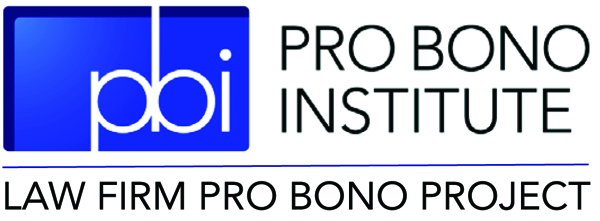 pbi
PRO BONO
INSTITUTE
LAW FIRM PRO BONO PROJECT